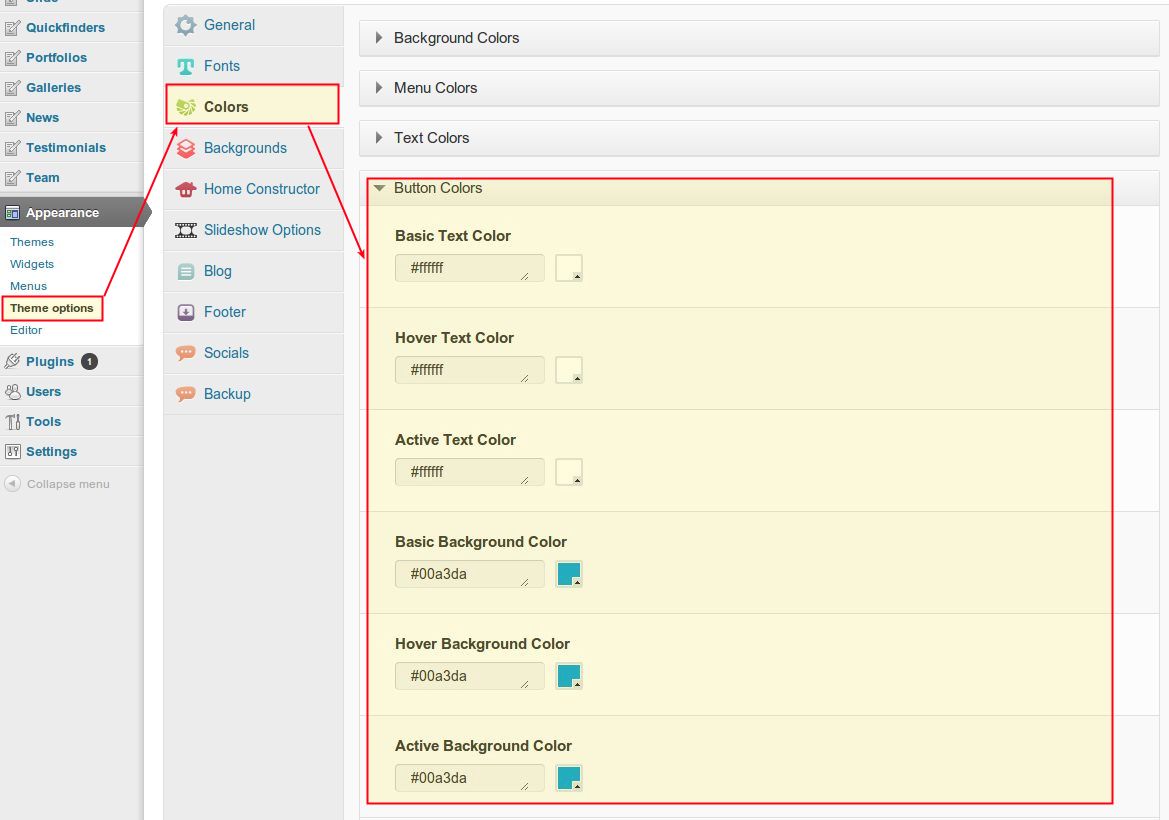 Quickfinders
Portfolios
Galleries
News
Testimonials
Team
Appearance
Themes
Widgets
Menus
Theme options
Editor
Plugins 1
Users
Tools
Settings
Collapse menu
General
Fonts
Colors
Backgrounds
Home Constructor
Slideshow Options
Blog
Footer
Socials
Backup
Background Colors
Menu Colors
Text Colors
Button Colors
Basic Text Color
#ffffff
Hover Text Color
#ffffff
Active Text Color
#ffffff
Basic Background Color
#00a3da
Hover Background Color
#00a3da
Active Background Color
#00a3da